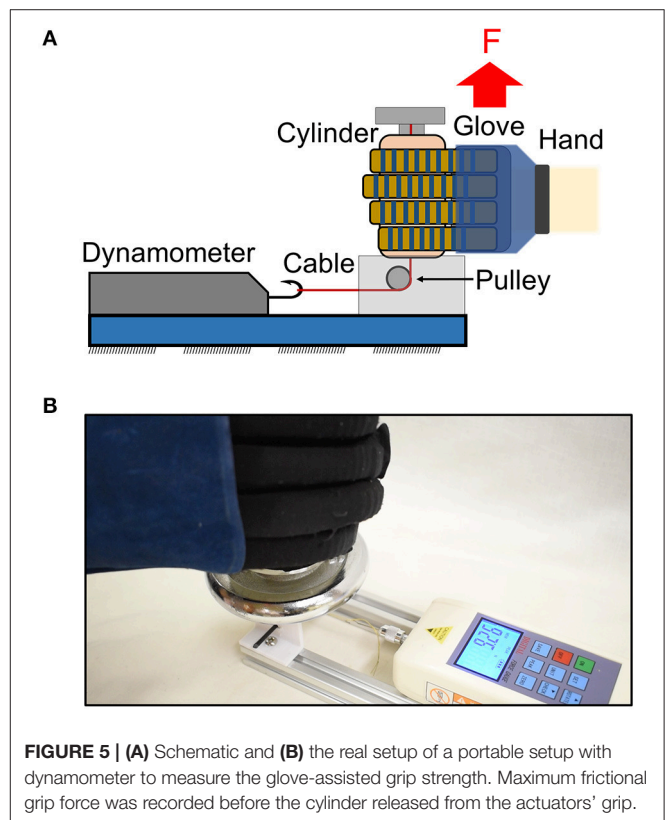 A
F
Cylinder
Glove
Hand
Dynamometer
Cable
Pulley
B
FIGURE 5 | (A) Schematic and (B) the real setup of a portable setup with
dynamometer to measure the glove-assisted grip strength. Maximum frictional
grip force was recorded before the cylinder released from the actuators' grip.